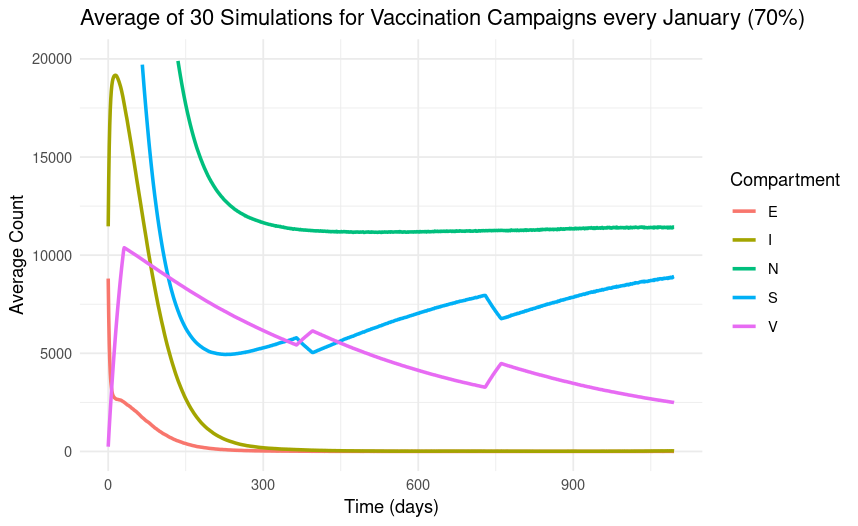 Average of 30 Simulations for Vaccination Campaigns every January (70%)
20000
15000
10000
5000
0
Average Count
0 300 600 900
Time (days)
Compartment
E
I
N
S
V